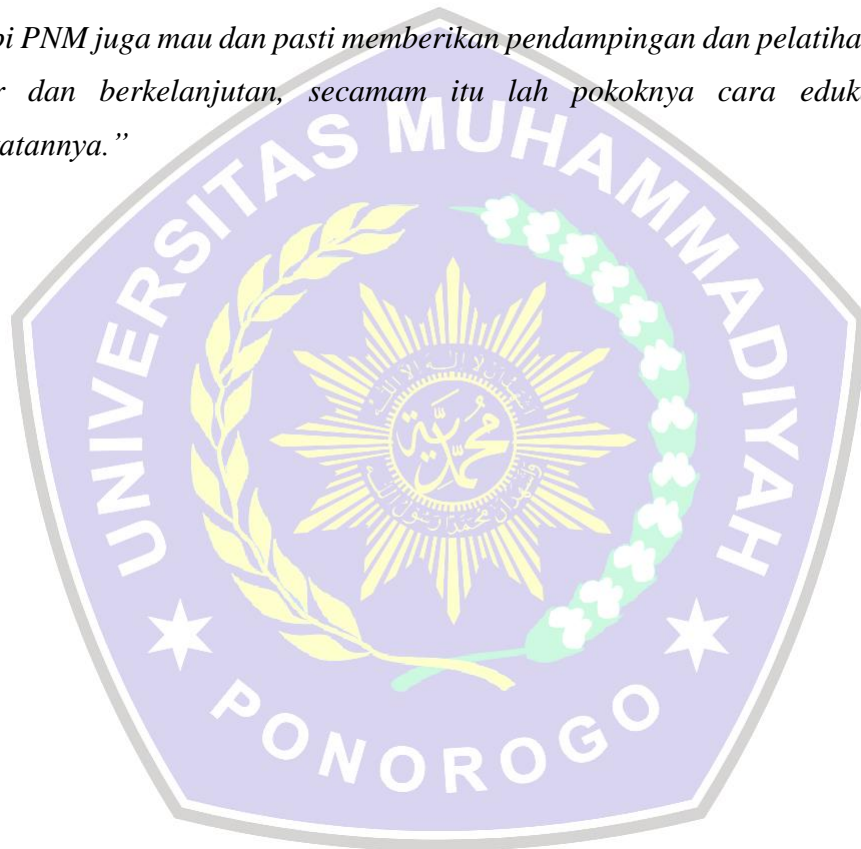 pi PNM juga mau dan pasti memberikan pendampingan dan pelatiha
r dan berkelanjutan, secamam itu lah pokoknya cara eduk
atannya.”
UNIVERSITAS MUHAMMADIYAH
محمدية
PONOROGO